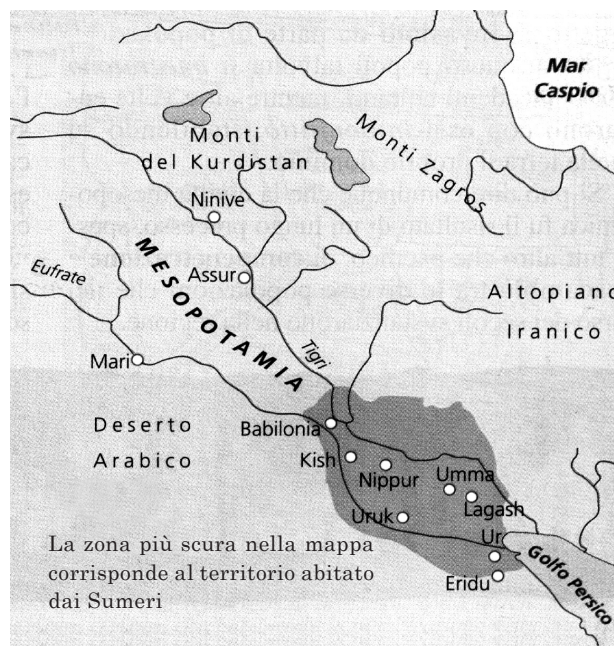 Mar
Caspio
Monti
del Kurdistan
Monti Zagros
Ninive
MESOPOTAMIA
Assur
Eufrate
Altopiano
Iranico
Tigri
Mari
Deserto
Arabico
Babilonia
Kish
Nippur
Umma
Lagash
Uruk
Ur
Eridu
Golfo Persico
La zona più scura nella mappa
corrisponde al territorio abitato
dai Sumeri